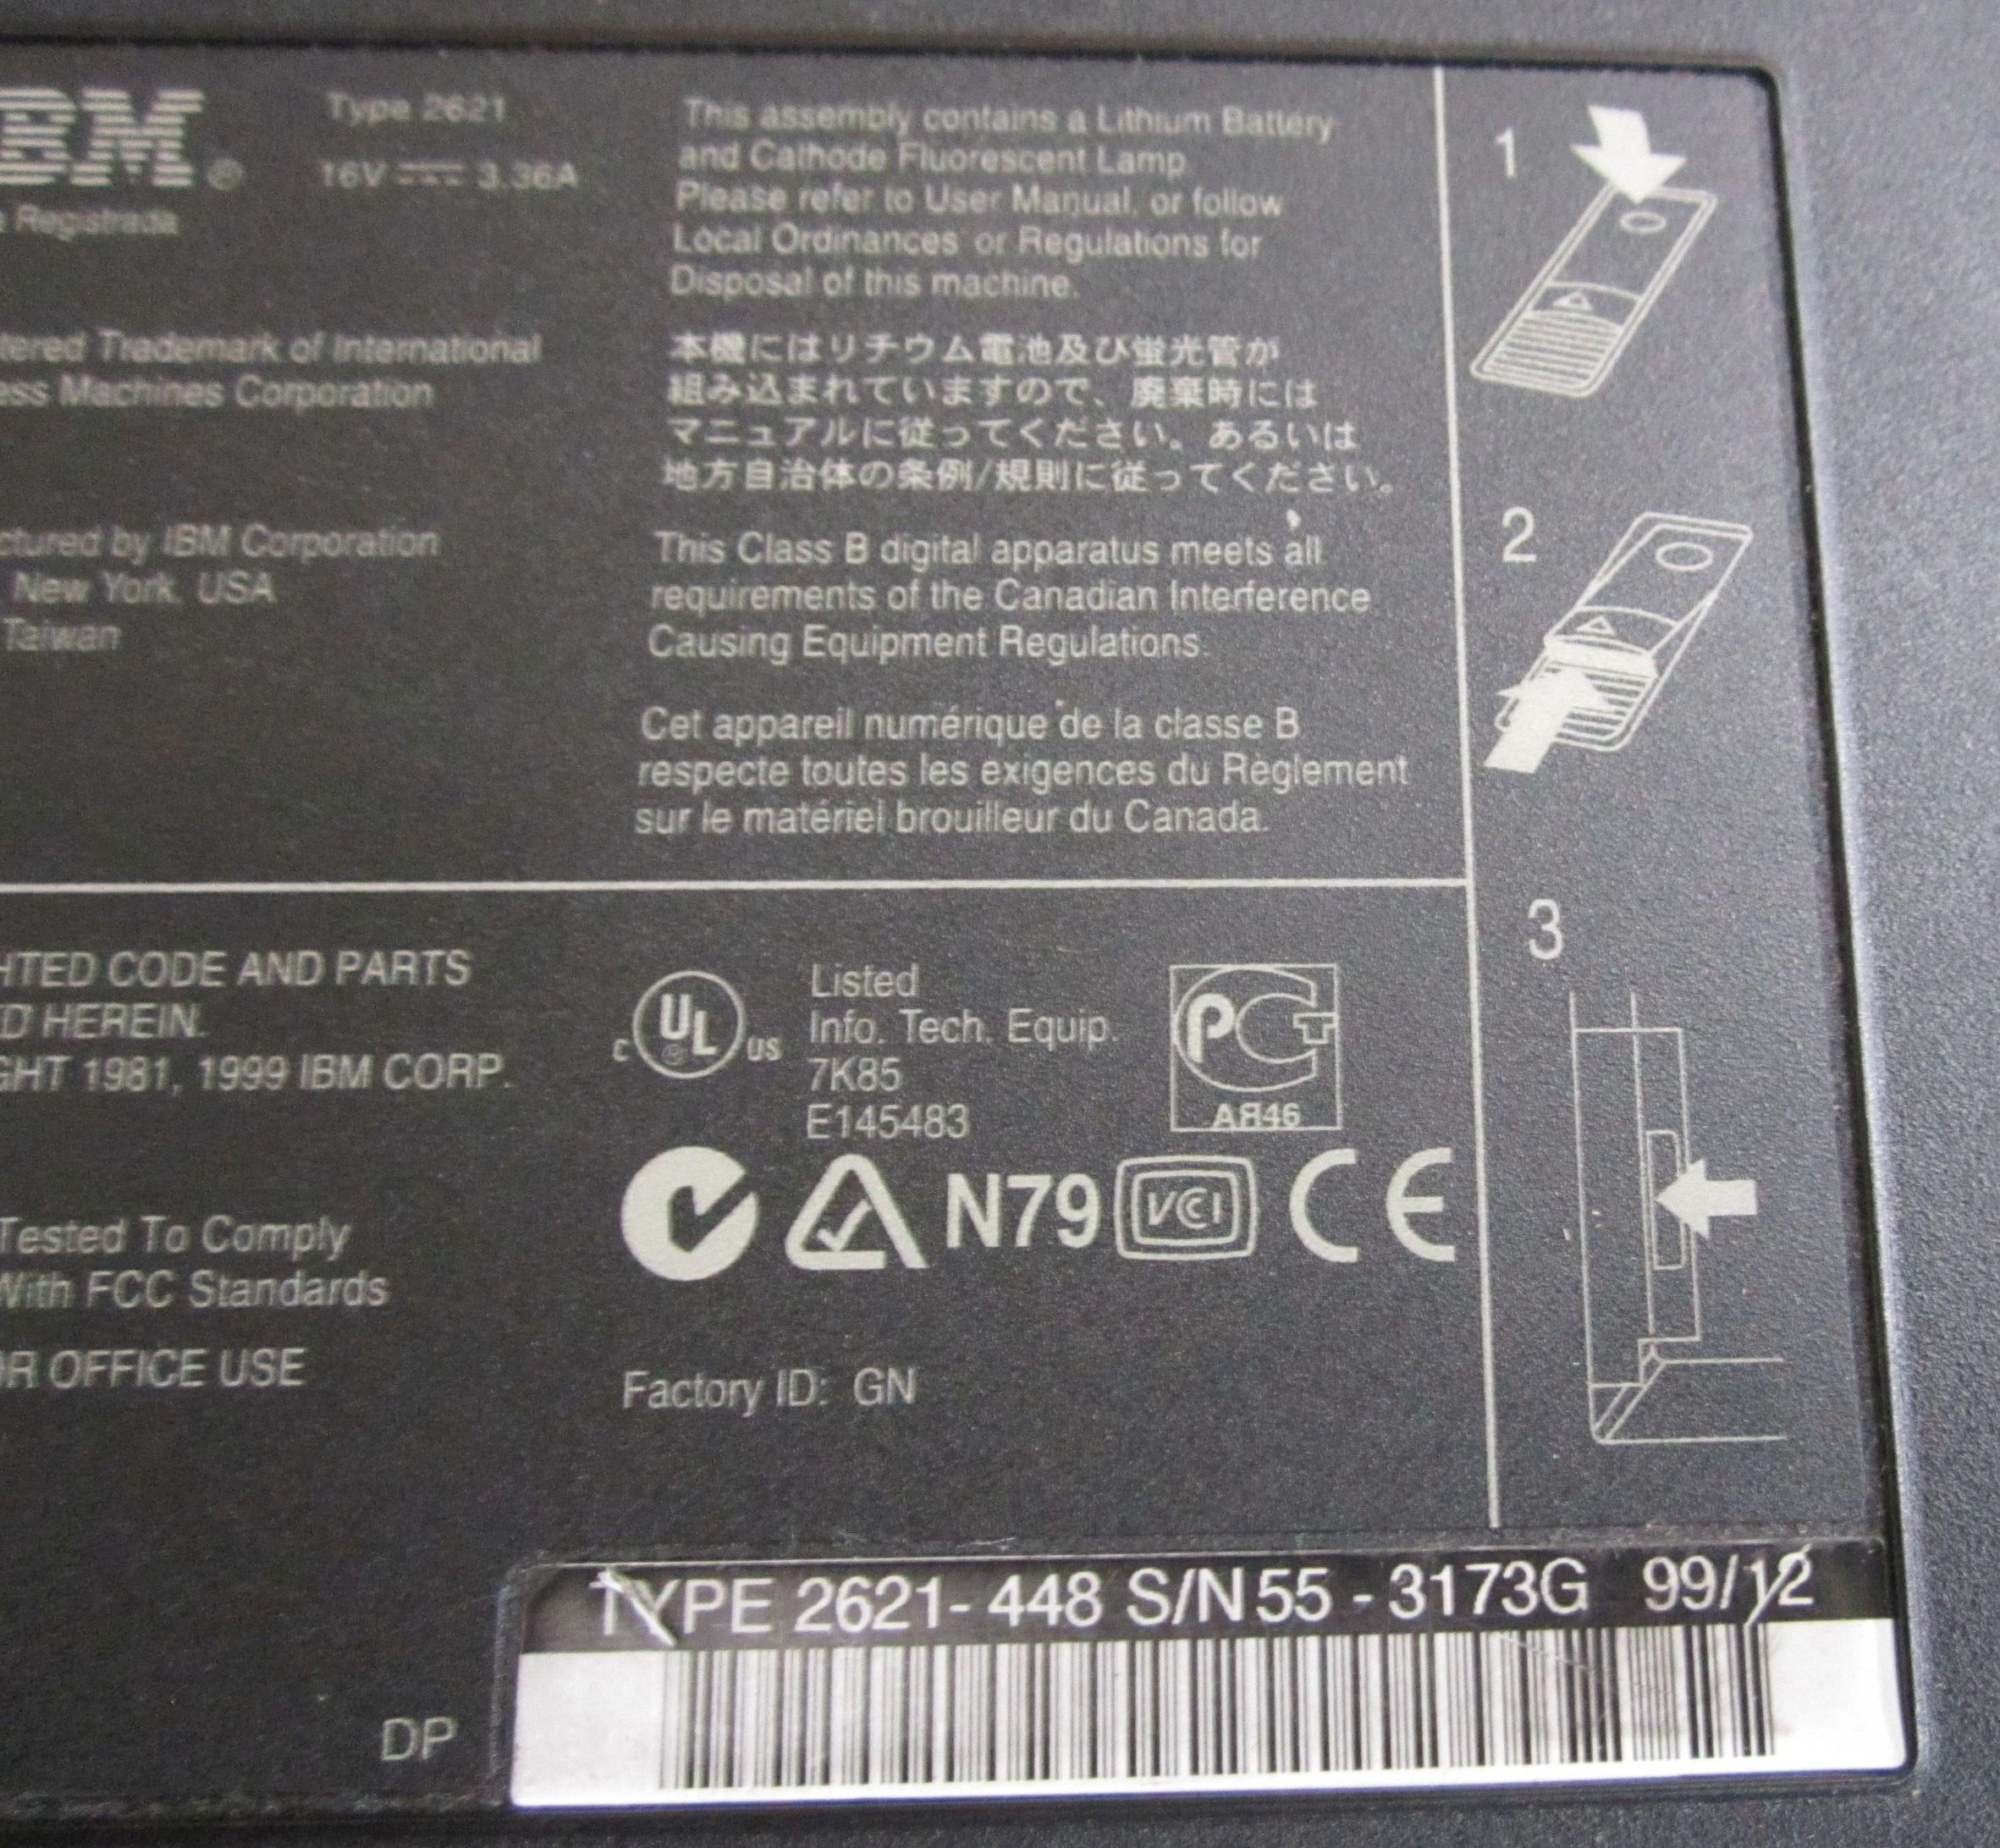 IBM ®
Type 2621
16V 3.36A
Registrada
tered Trademark of International
ess Machines Corporation
ctured by IBM Corporation
New York, USA
Taiwan
This assembly contains a Lithium Battery
and Cathode Fluorescent Lamp.
Please refer to User Manual, or follow
Local Ordinances or Regulations for
Disposal of this machine.
本機にはリチウム電池及び蛍光管が
組み込まれていますので、廃棄時には
マニュアルに従ってください。あるいは
地方自治体の条例/規則に従ってください。
This Class B digital apparatus meets all
requirements of the Canadian Interference
Causing Equipment Regulations.
Cet appareil numérique de la classe B
respecte toutes les exigences du Règlement
sur le matériel brouilleur du Canada.
1
2
3
HTED CODE AND PARTS
ED HEREIN.
GHT 1981, 1999 IBM CORP.
Tested To Comply
With FCC Standards
OR OFFICE USE
C UL ® US
Listed
Info. Tech. Equip.
7K85
E145483
PCT
АЯ46
N79 VCI CE
Factory ID: GN
DP
TYPE 2621-448 S/N55-3173G 99/12